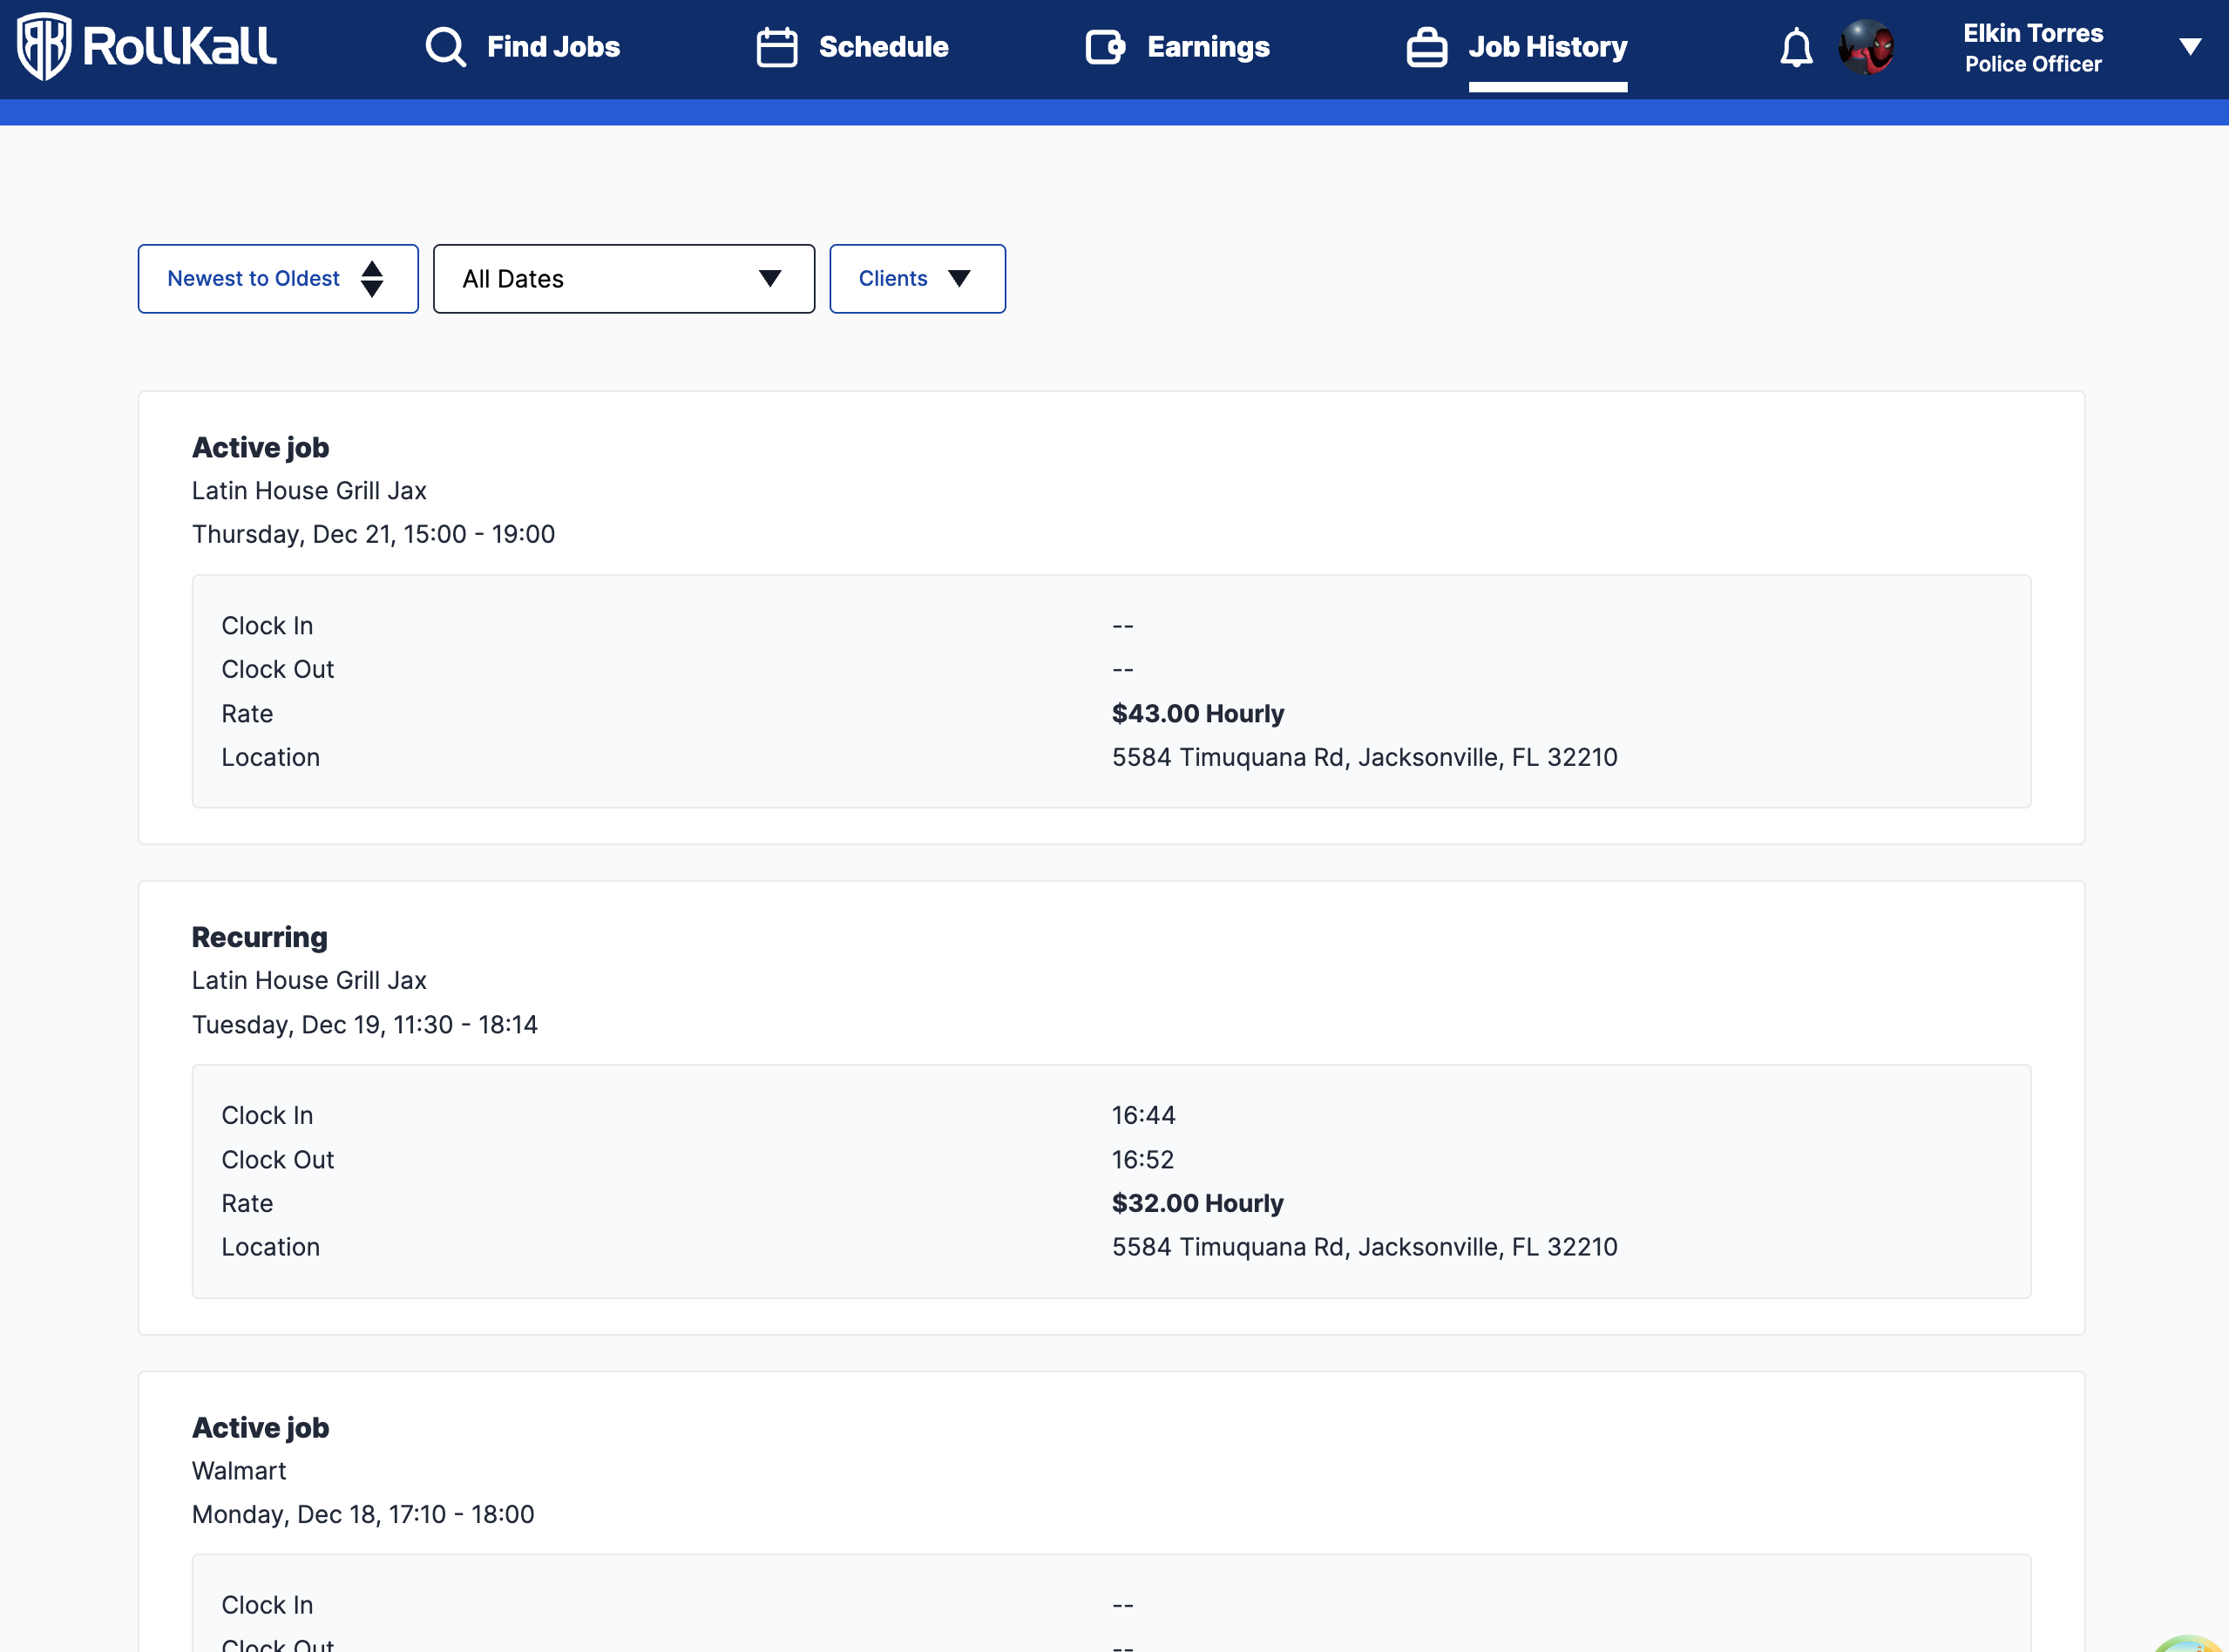 RollKall
Find Jobs
Schedule
Earnings
Job History
Elkin Torres
Police Officer
Newest to Oldest
All Dates
Clients
Active job
Latin House Grill Jax
Thursday, Dec 21, 15:00 - 19:00
Clock In --
Clock Out --
Rate $43.00 Hourly
Location 5584 Timuquana Rd, Jacksonville, FL 32210
Recurring
Latin House Grill Jax
Tuesday, Dec 19, 11:30 - 18:14
Clock In 16:44
Clock Out 16:52
Rate $32.00 Hourly
Location 5584 Timuquana Rd, Jacksonville, FL 32210
Active job
Walmart
Monday, Dec 18, 17:10 - 18:00
Clock In --
Clock Out --